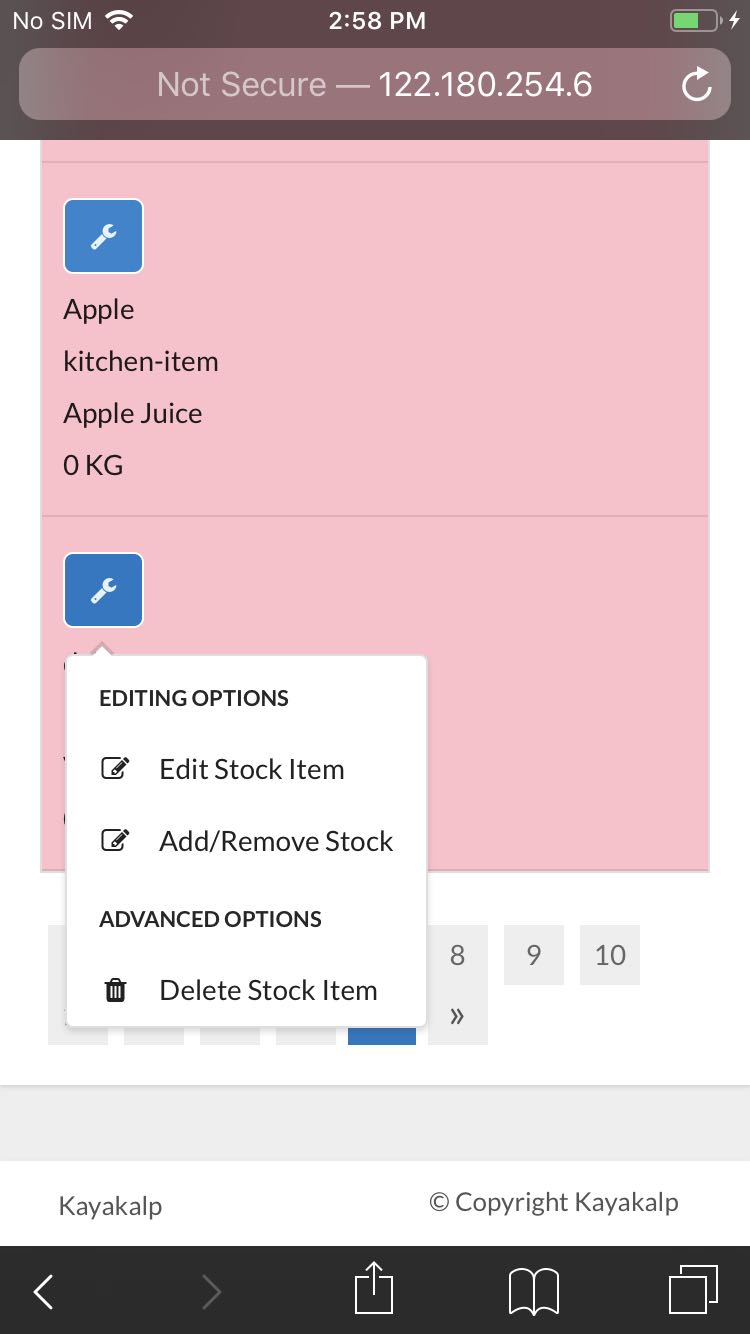 No SIM 2:58 PM
Not Secure — 122.180.254.6
Apple
kitchen-item
Apple Juice
0 KG
EDITING OPTIONS
Edit Stock Item
Add/Remove Stock
ADVANCED OPTIONS
Delete Stock Item
8 9 10
»
Kayakalp © Copyright Kayakalp